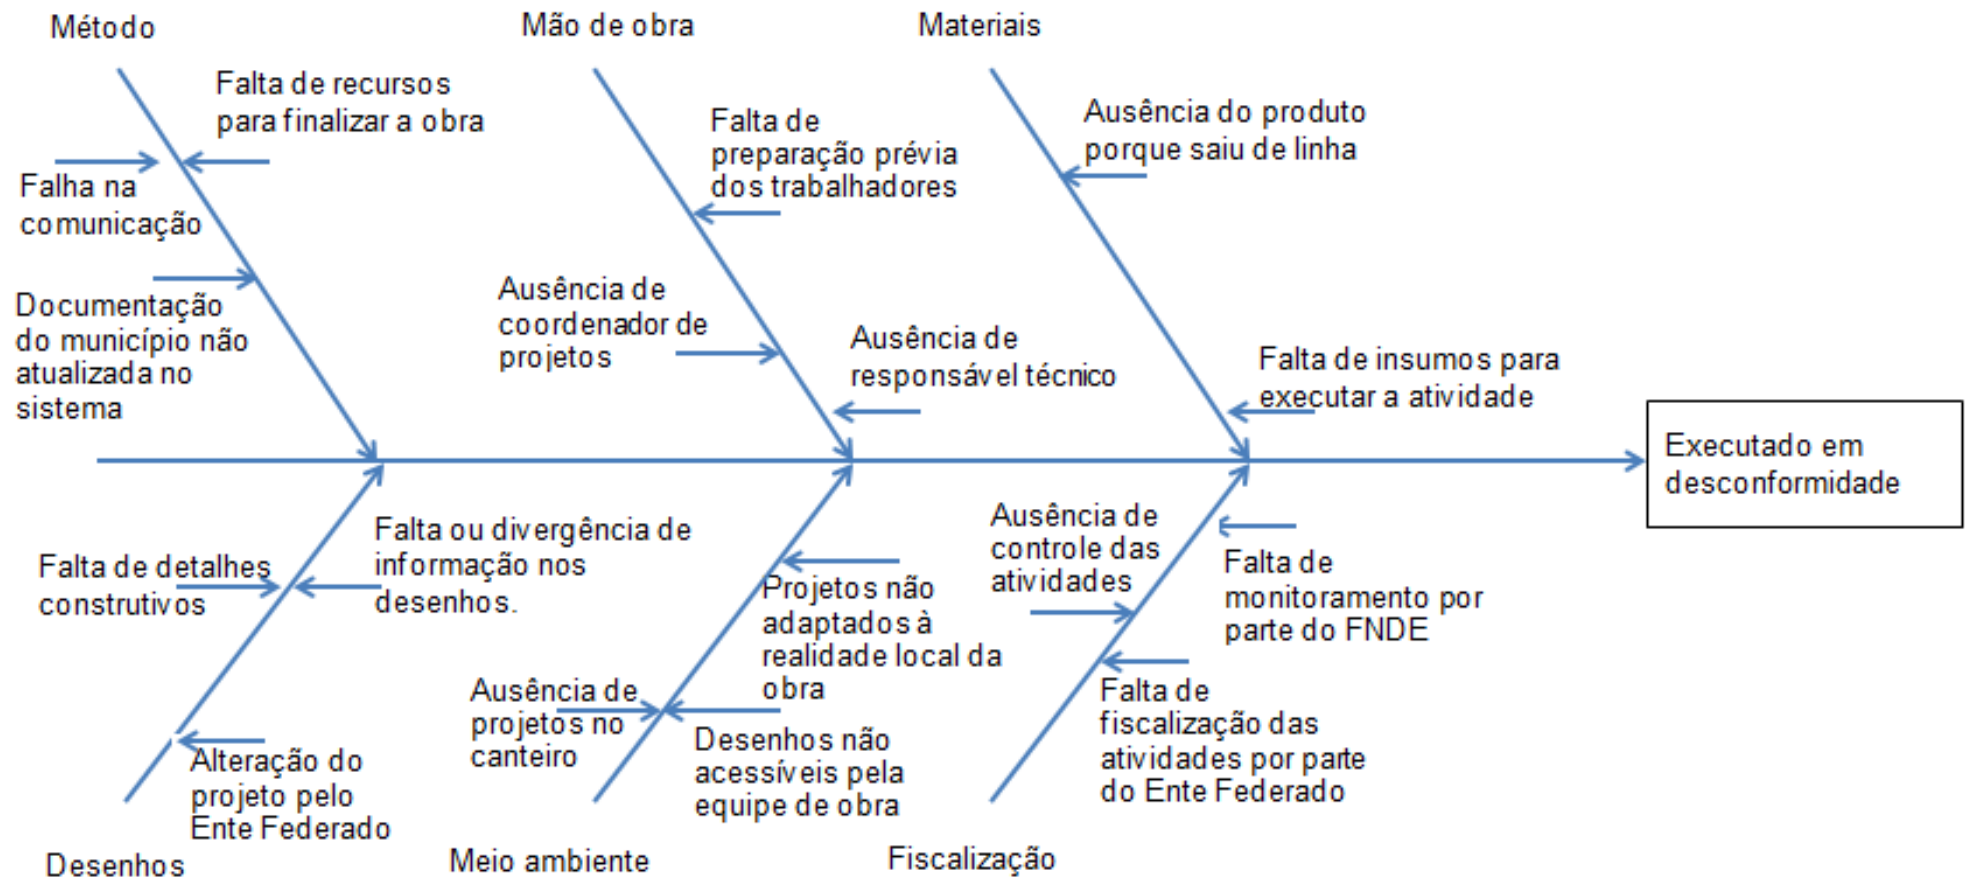 Método
Mão de obra
Materiais
Falta de recursos
para finalizar a obra
Falha na
comunicação
Documentação
do município não
atualizada no
sistema
Falta de
preparação prévia
dos trabalhadores
Ausência de
coordenador de
projetos
Ausência de
responsável técnico
Ausência do produto
porque saiu de linha
Falta de insumos para
executar a atividade
Executado em
desconformidade
Falta de detalhes
construtivos
Falta ou divergência de
informação nos
desenhos.
Alteração do
projeto pelo
Ente Federado
Desenhos
Projetos não
adaptados à
realidade local da
obra
Ausência de
projetos no
canteiro
Desenhos não
acessíveis pela
equipe de obra
Meio ambiente
Ausência de
controle das
atividades
Falta de
monitoramento por
parte do FNDE
Falta de
fiscalização das
atividades por parte
do Ente Federado
Fiscalização